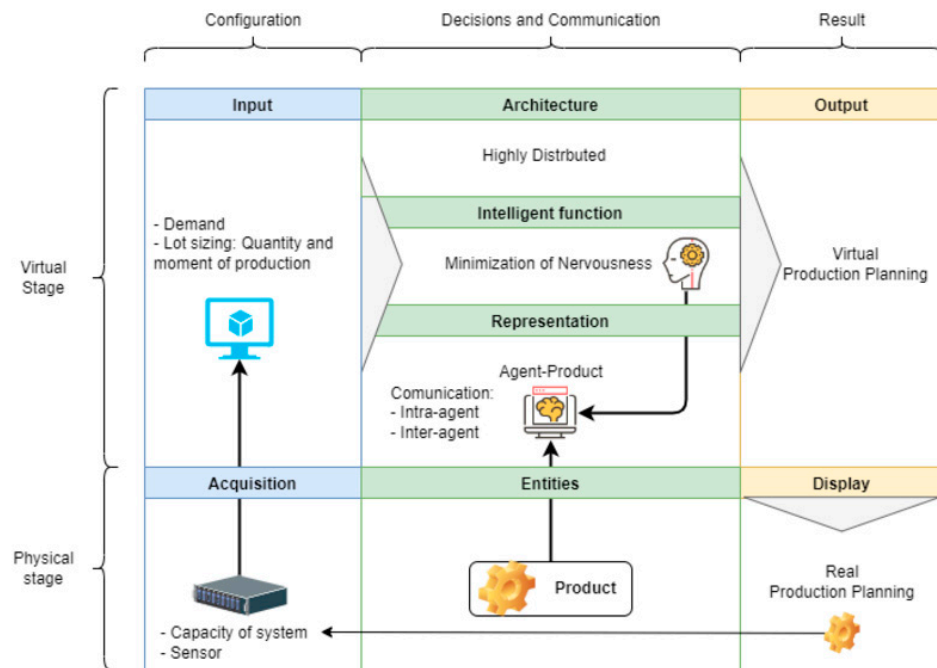 Configuration
Decisions and Communication
Result
Input
Architecture
Output
Highly Distrbuted
Intelligent function
- Demand
- Lot sizing: Quantity and
moment of production
Minimization of Nervousness
Virtual
Production Planning
Virtual
Stage
Representation
Agent-Product
Comunication:
- Intra-agent
- Inter-agent
Acquisition
Entities
Display
Physical
stage
Product
Real
Production Planning
- Capacity of system
- Sensor